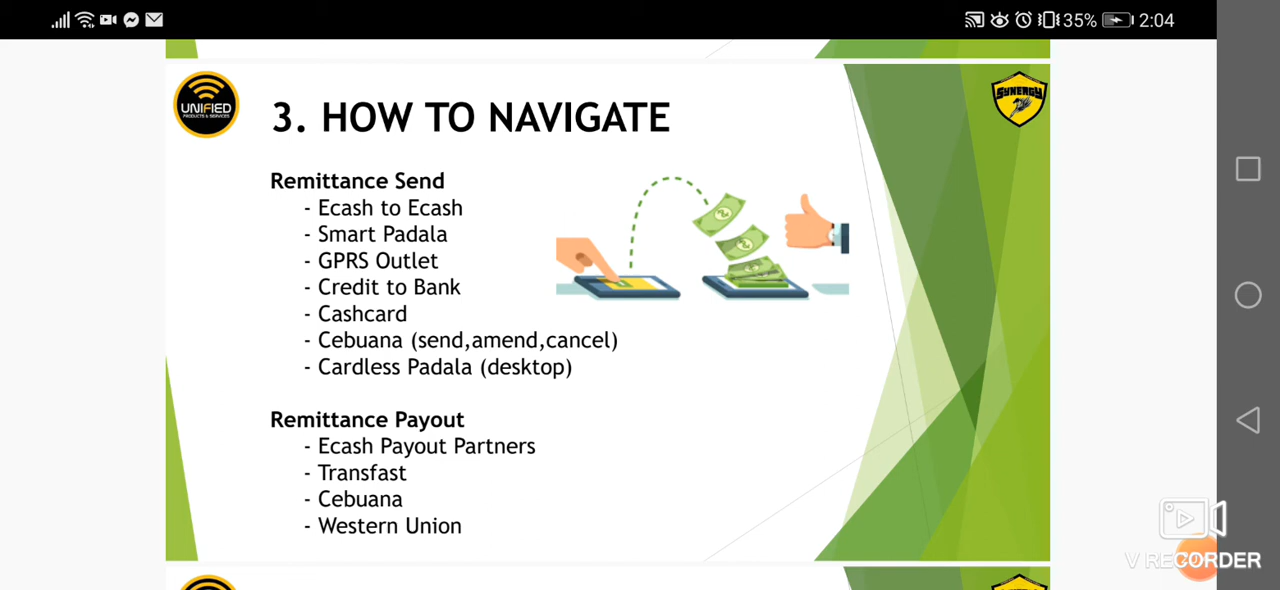 35% 2:04
UNIFIED
PRODUCTS & SERVICES
SYNERGY
3. HOW TO NAVIGATE
Remittance Send
- Ecash to Ecash
- Smart Padala
- GPRS Outlet
- Credit to Bank
- Cashcard
- Cebuana (send,amend,cancel)
- Cardless Padala (desktop)
Remittance Payout
- Ecash Payout Partners
- Transfast
- Cebuana
- Western Union
V RECORDER